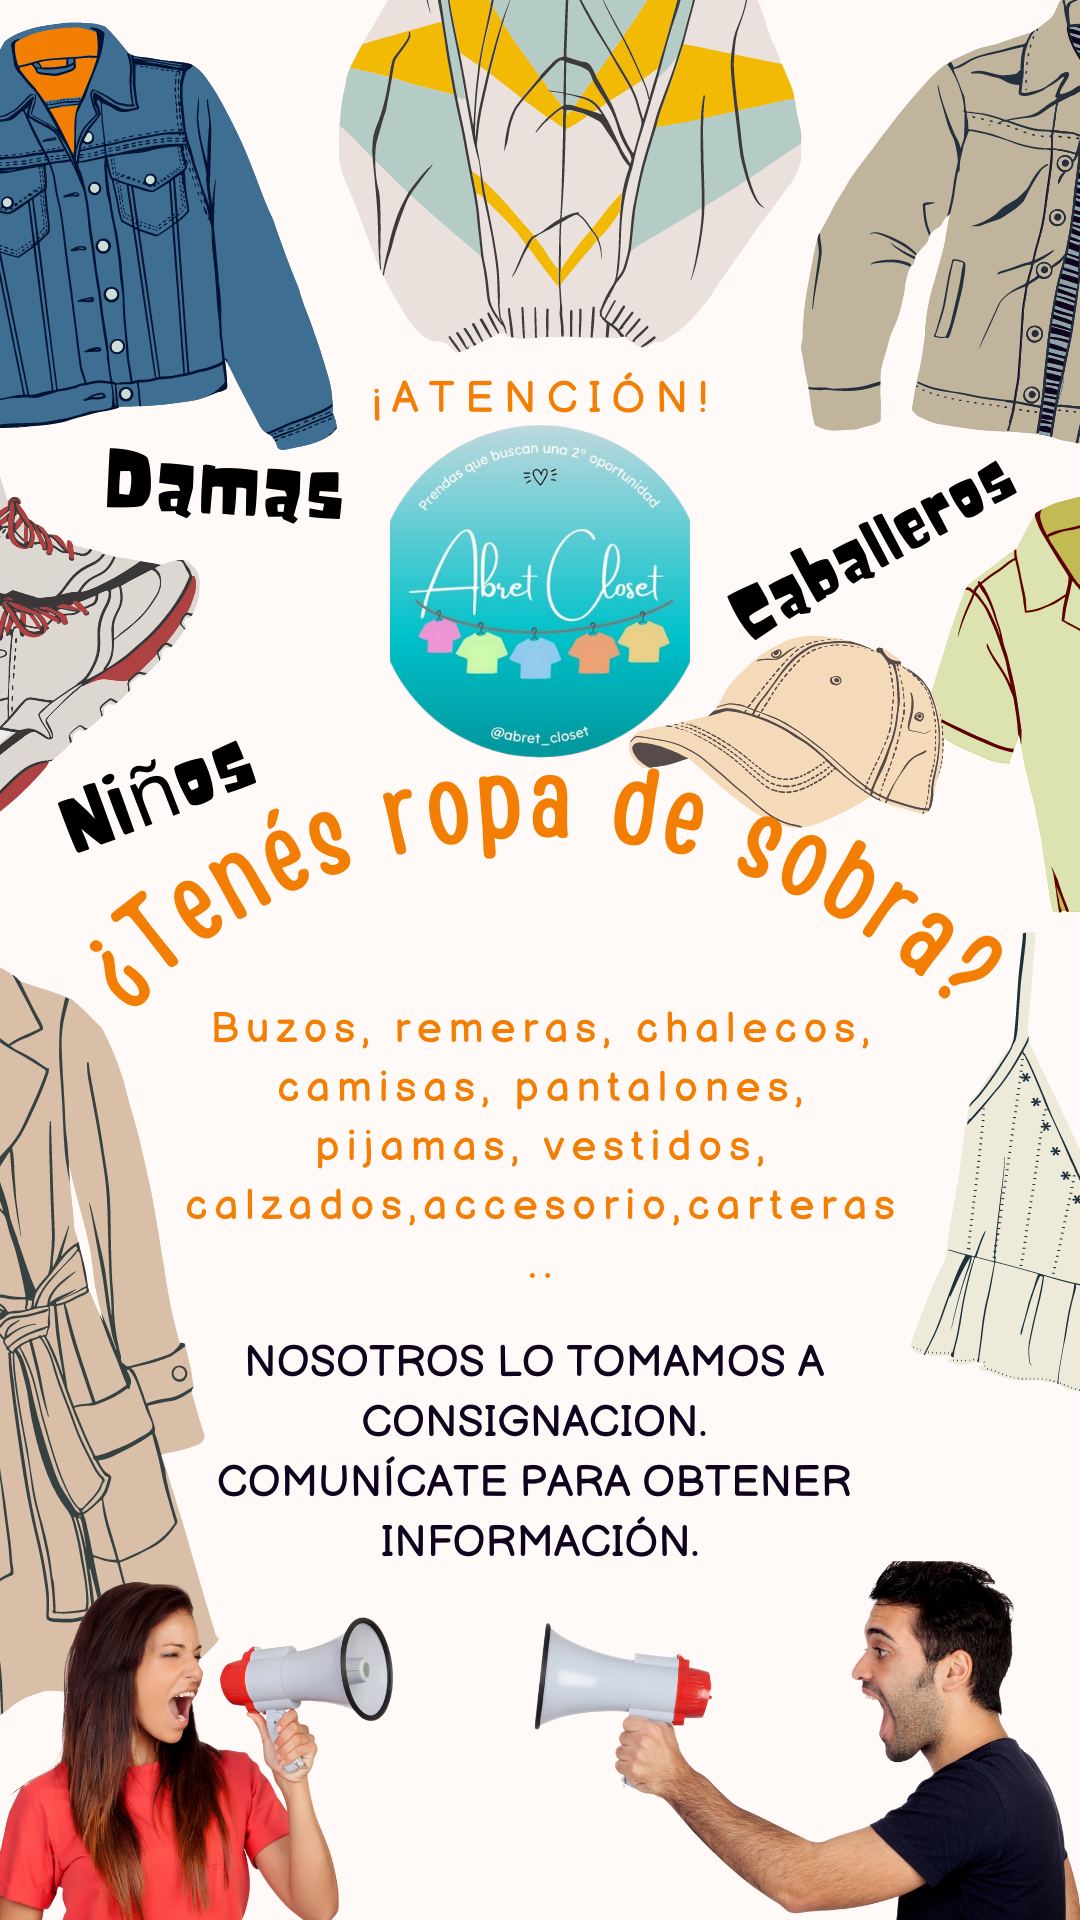 ¡ATENCIÓN!
Prendas que buscan una 2° oportunidad
Abret Closet
@abret_closet
Damas
Caballeros
Niños
¿Tenés ropa de sobra?
Buzos, remeras, chalecos,
camisas, pantalones,
pijamas, vestidos,
calzados,accesorio,carteras
..
NOSOTROS LO TOMAMOS A
CONSIGNACION.
COMUNÍCATE PARA OBTENER
INFORMACIÓN.